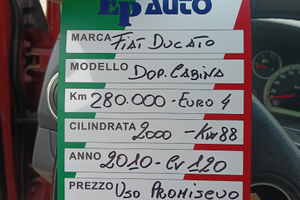 EP AUTO
MARCA FIAT DUCATO
MODELLO DOP. CABINA
Km 280.000 - EURO 4
CILINDRATA 2000 - KW 88
ANNO 2010 - CV 120
PREZZO USO PROMISCUO